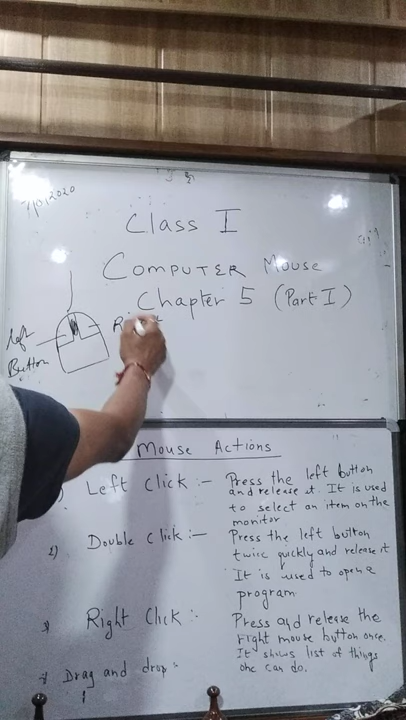 7/10/2020
Class I
COMPUTER Mouse
Chapter 5 (Part I)
left
Button
Mouse Actions
Left Click :- Press the left button
and release it. It is used
to select an item on the
monitor
2) Double click :- Press the left button
twice quickly and release it
It is used to open a
program
3) Right Click :- Press and release the
right mouse button once.
It shows list of things
one can do.
4) Drag and drop :